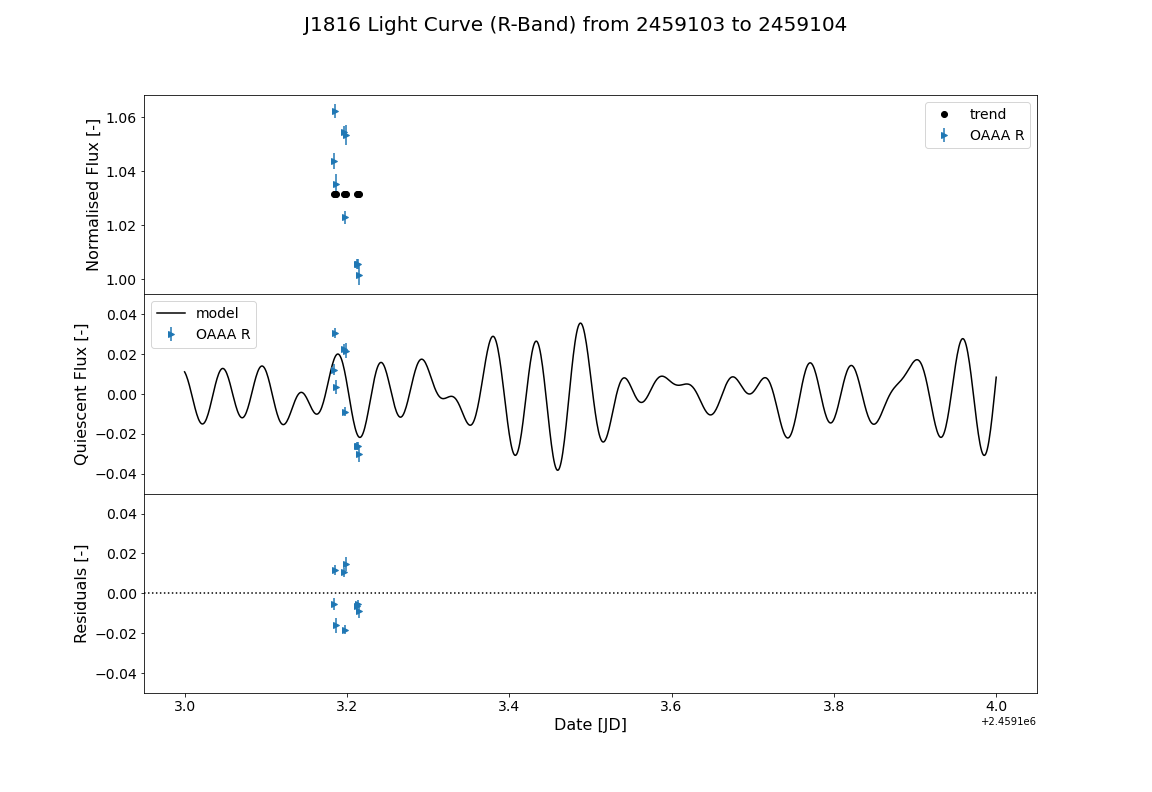 J1816 Light Curve (R-Band) from 2459103 to 2459104
Normalised Flux [-]
1.06
1.04
1.02
1.00
trend
OAAA R
Quiescent Flux [-]
0.04
0.02
0.00
−0.02
−0.04
model
OAAA R
Residuals [-]
0.04
0.02
0.00
−0.02
−0.04
3.0 3.2 3.4 3.6 3.8 4.0
+2.4591e6
Date [JD]